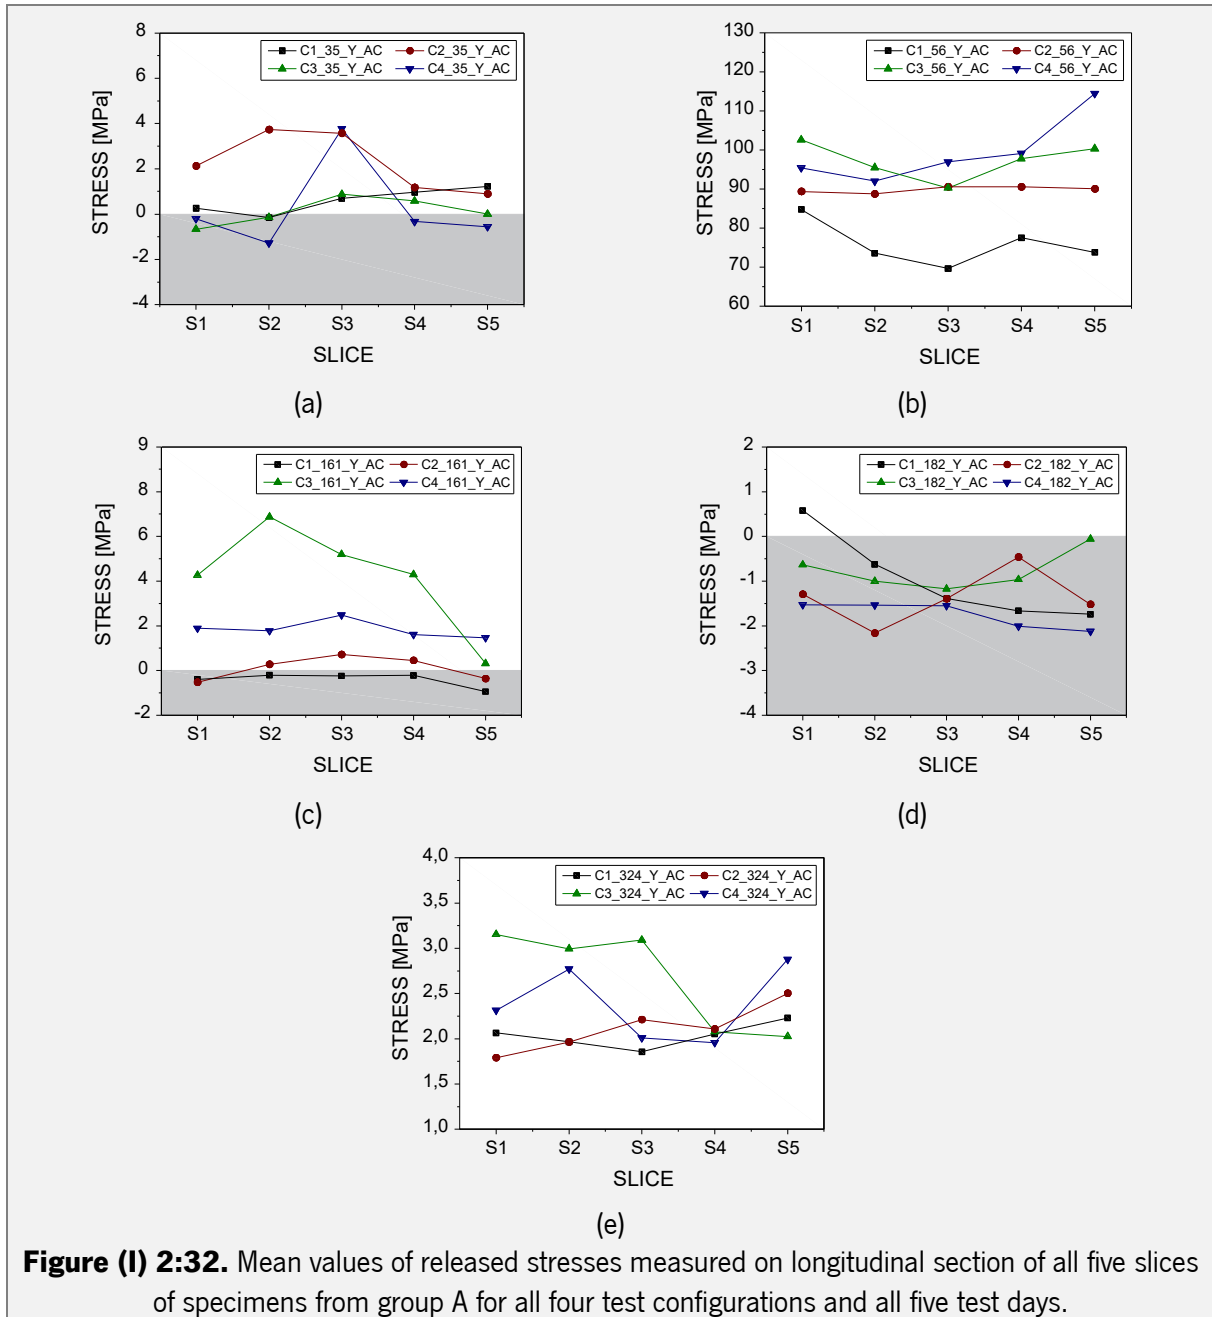 8
6
4
2
0
-2
-4
STRESS [MPa]
C1_35_Y_AC C2_35_Y_AC
C3_35_Y_AC C4_35_Y_AC
S1 S2 S3 S4 S5
SLICE
(a)
130
120
110
100
90
80
70
60
STRESS [MPa]
C1_56_Y_AC C2_56_Y_AC
C3_56_Y_AC C4_56_Y_AC
S1 S2 S3 S4 S5
SLICE
(b)
9
8
6
4
2
0
-2
STRESS [MPa]
C1_161_Y_AC C2_161_Y_AC
C3_161_Y_AC C4_161_Y_AC
S1 S2 S3 S4 S5
SLICE
(c)
2
1
0
-1
-2
-3
-4
STRESS [MPa]
C1_182_Y_AC C2_182_Y_AC
C3_182_Y_AC C4_182_Y_AC
S1 S2 S3 S4 S5
SLICE
(d)
4,0
3,5
3,0
2,5
2,0
1,5
1,0
STRESS [MPa]
C1_324_Y_AC C2_324_Y_AC
C3_324_Y_AC C4_324_Y_AC
S1 S2 S3 S4 S5
SLICE
(e)
Figure (I) 2:32. Mean values of released stresses measured on longitudinal section of all five slices
of specimens from group A for all four test configurations and all five test days.